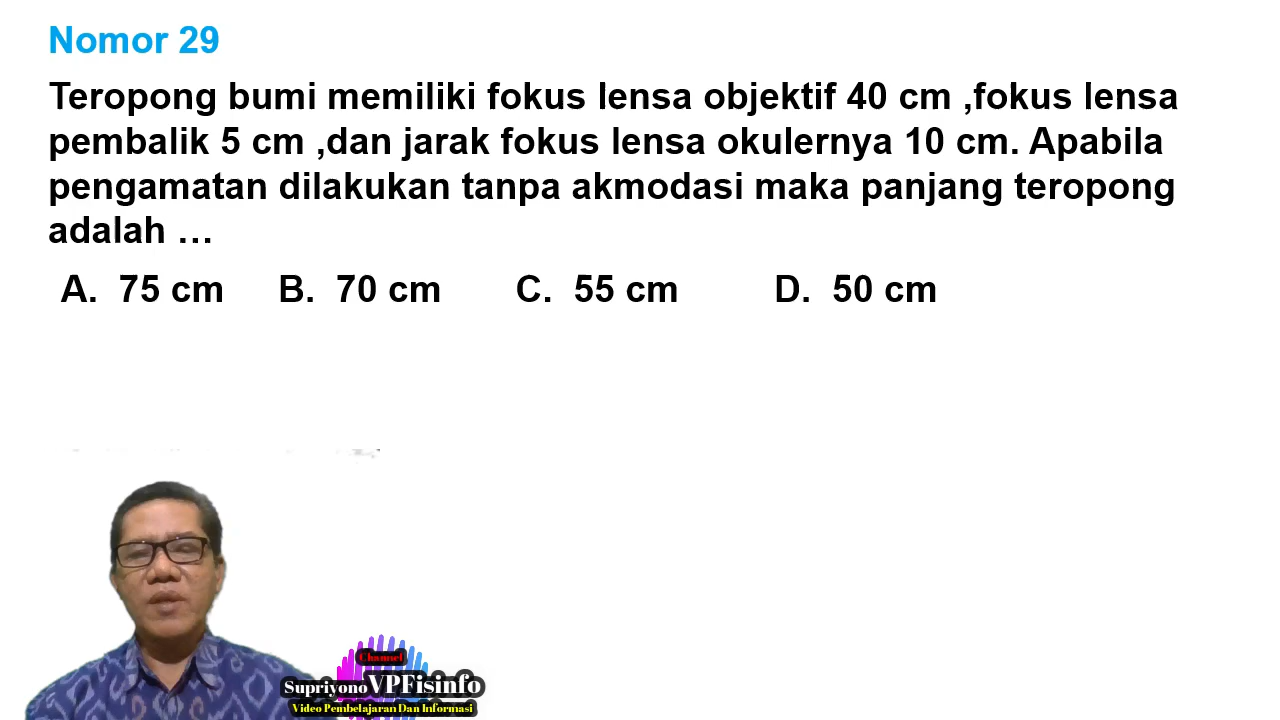 Nomor 29
Teropong bumi memiliki fokus lensa objektif 40 cm ,fokus lensa
pembalik 5 cm ,dan jarak fokus lensa okulernya 10 cm. Apabila
pengamatan dilakukan tanpa akmodasi maka panjang teropong
adalah …
A. 75 cm B. 70 cm C. 55 cm D. 50 cm
Channel
SupriyonoVPFisinfo
Video Pembelajaran Dan Informasi